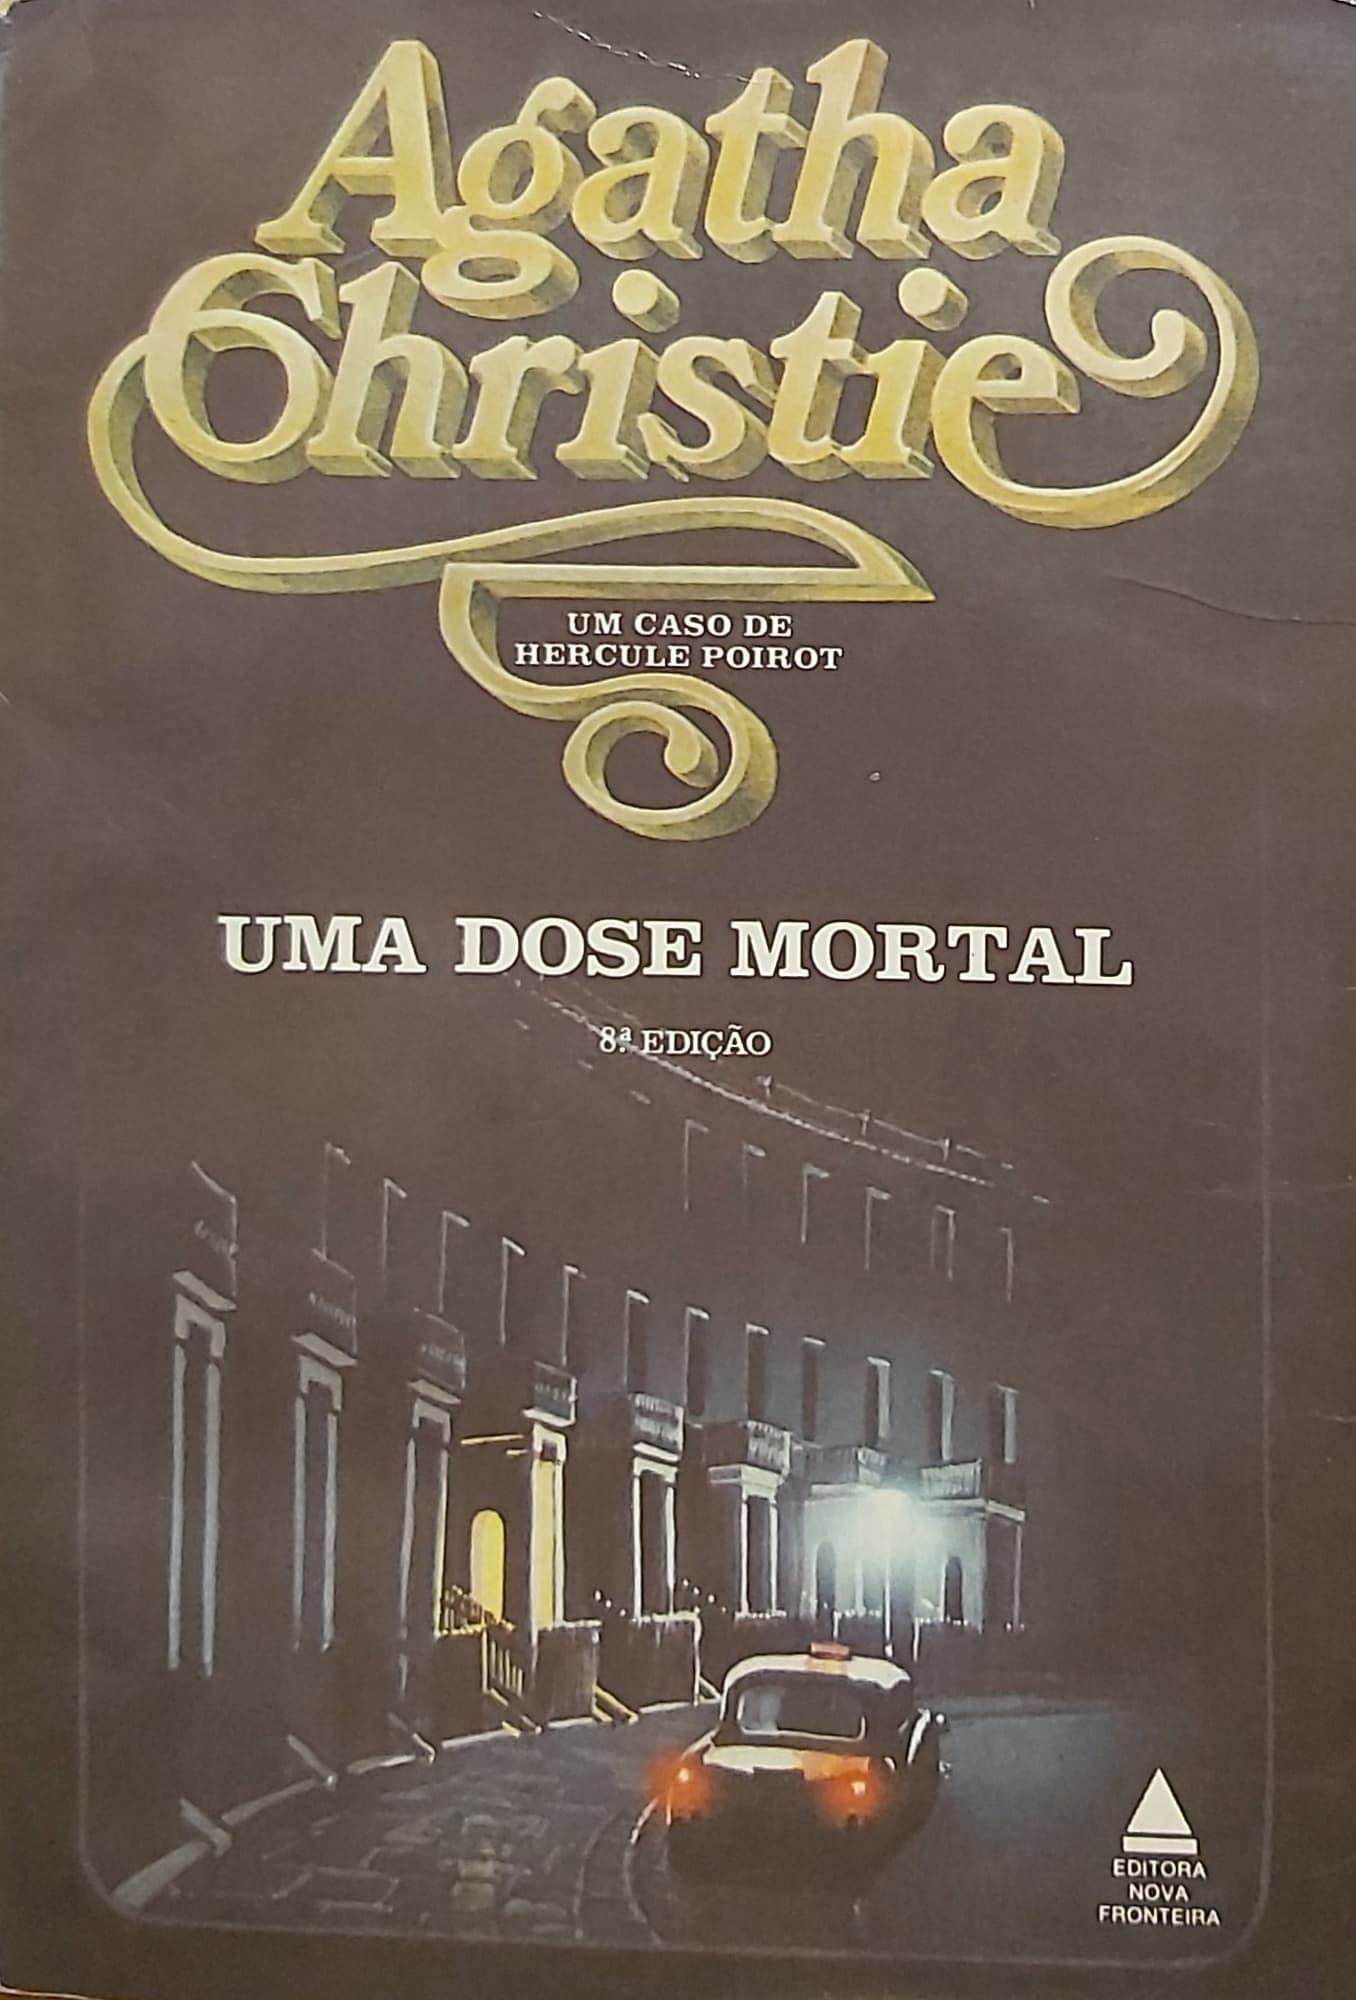 Agatha
Christie
UM CASO DE
HERCULE POIROT
UMA DOSE MORTAL
8ª EDIÇÃO
EDITORA
NOVA
FRONTEIRA